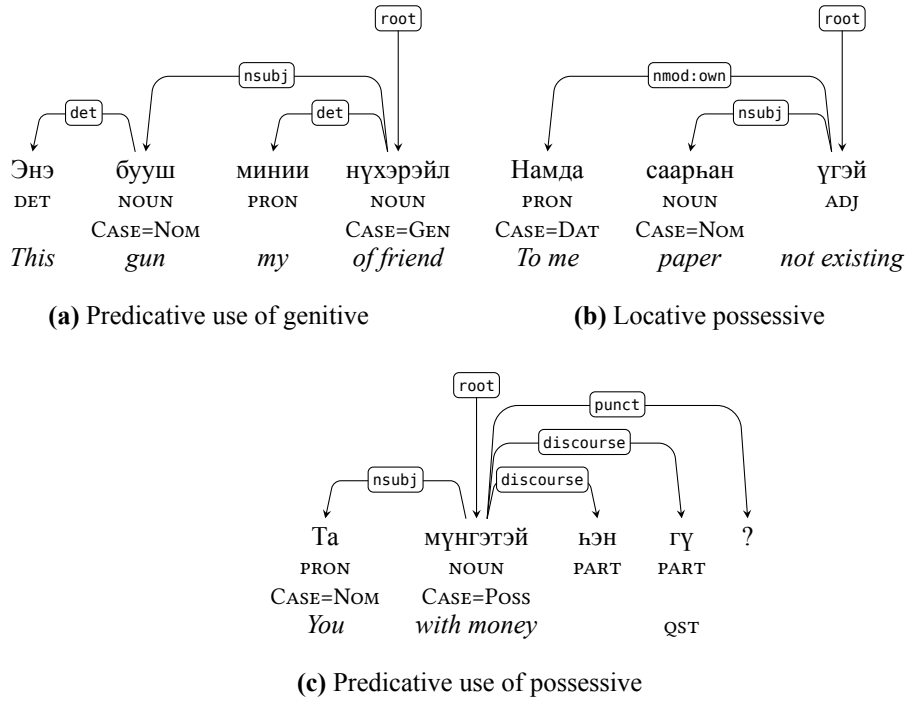 root root
nsubj nmod:own
det det nsubj
Энэ бууш минии нүхэрэйл Намда саарһан үгэй
DET NOUN PRON NOUN PRON NOUN ADJ
CASE=NOM CASE=GEN CASE=DAT CASE=NOM
This gun my of friend To me paper not existing
(a) Predicative use of genitive (b) Locative possessive
root
punct
discourse
nsubj discourse
Та мүнгэтэй һэн гү ?
PRON NOUN PART PART
CASE=NOM CASE=POSS
You with money QST
(c) Predicative use of possessive